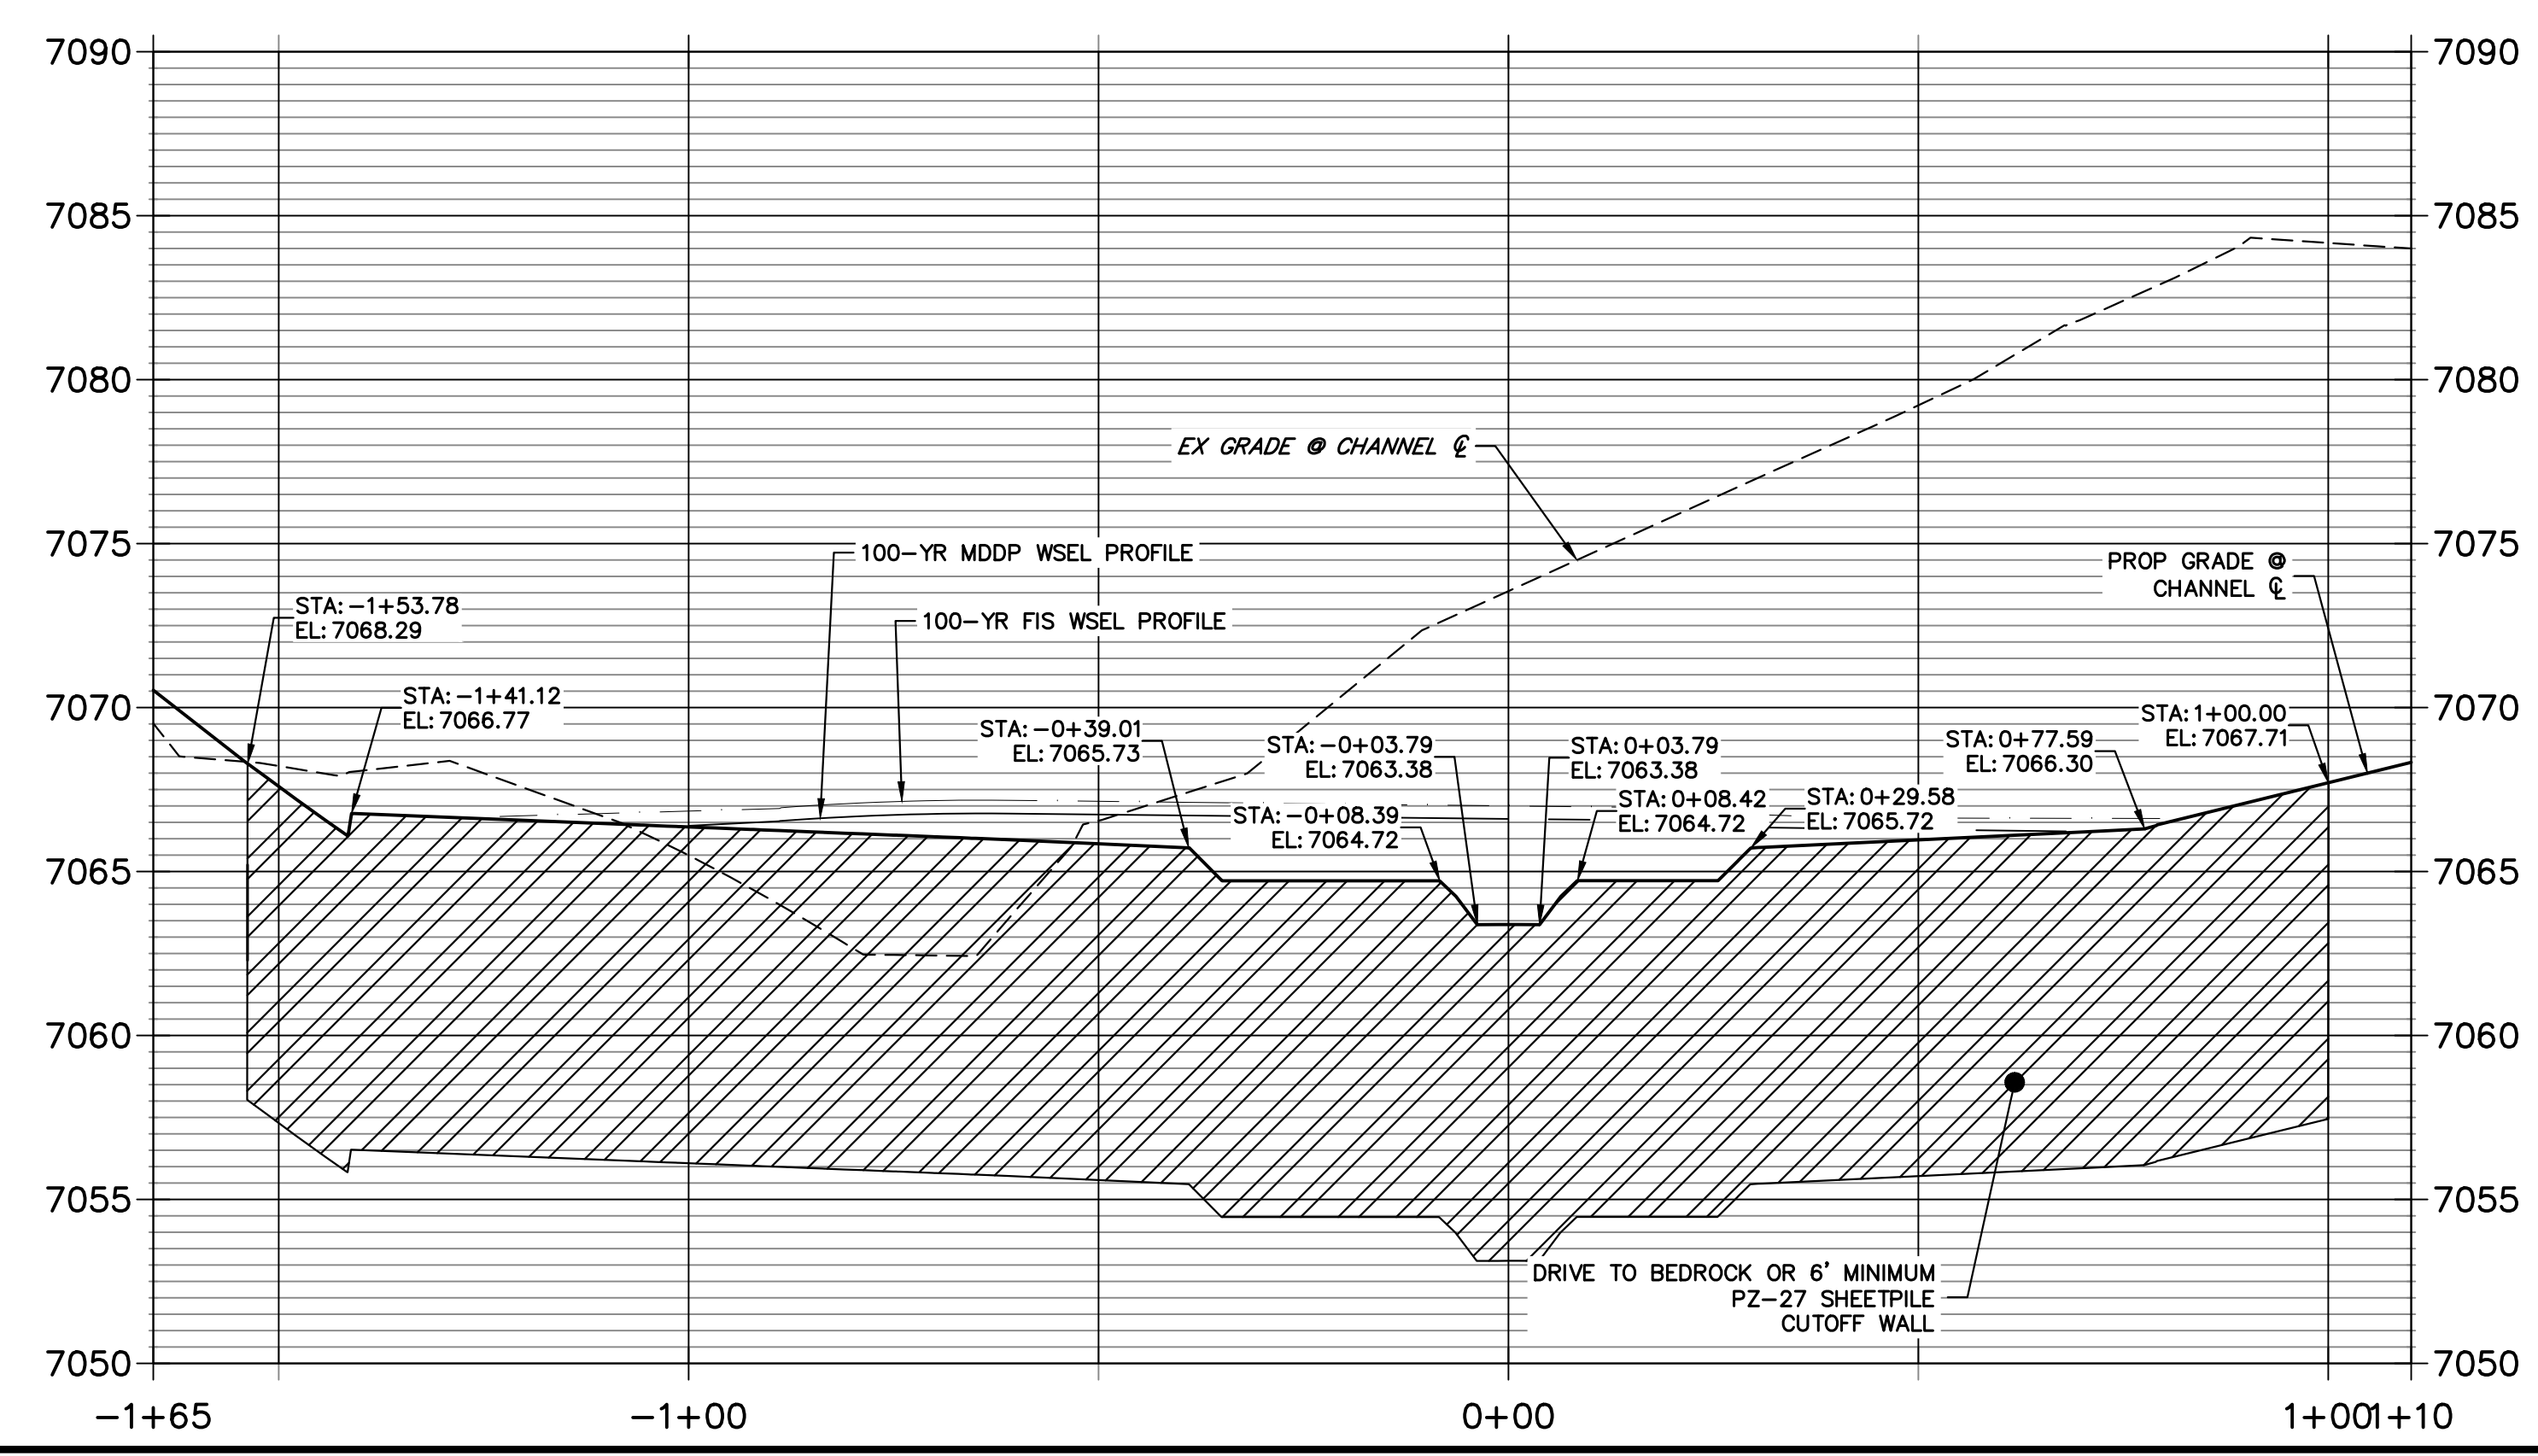 7090
7090
7085
7085
7080
7080
EX GRADE @ CHANNEL ℄
7075
7075
100-YR MDDP WSEL PROFILE
PROP GRADE @
CHANNEL ℄
STA: -1+53.78
EL: 7068.29
100-YR FIS WSEL PROFILE
STA: -1+41.12
EL: 7066.77
7070
7070
STA: -0+39.01
EL: 7065.73
STA: -0+03.79
EL: 7063.38
STA: 0+03.79
EL: 7063.38
STA: 0+77.59
EL: 7066.30
STA: 1+00.00
EL: 7067.71
STA: -0+08.39
EL: 7064.72
STA: 0+08.42
EL: 7064.72
STA: 0+29.58
EL: 7065.72
7065
7065
7060
7060
7055
7055
DRIVE TO BEDROCK OR 6' MINIMUM
PZ-27 SHEETPILE
CUTOFF WALL
7050
7050
-1+65
-1+00
0+00
1+00
1+10